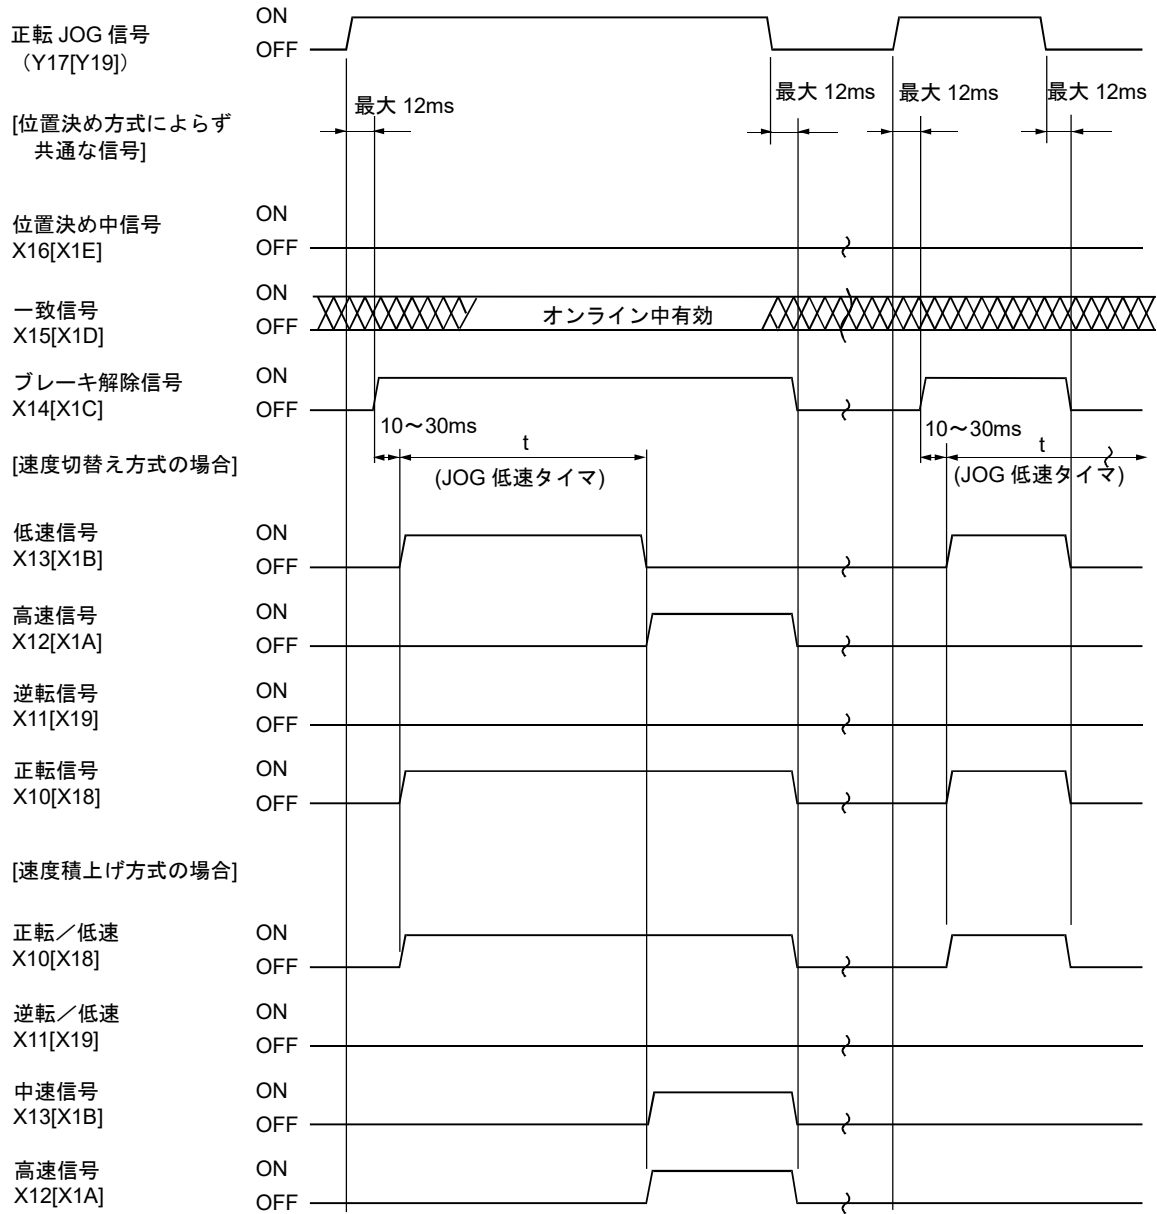 正転 JOG 信号
（Y17[Y19]）
ON
OFF
最大 12ms
最大 12ms
最大 12ms
最大 12ms
[位置決め方式によらず
共通な信号]
位置決め中信号
X16[X1E]
ON
OFF
一致信号
X15[X1D]
ON
OFF
オンライン中有効
ブレーキ解除信号
X14[X1C]
ON
OFF
10～30ms
t
(JOG 低速タイマ)
10～30ms
t
(JOG 低速タイマ)
[速度切替え方式の場合]
低速信号
X13[X1B]
ON
OFF
高速信号
X12[X1A]
ON
OFF
逆転信号
X11[X19]
ON
OFF
正転信号
X10[X18]
ON
OFF
[速度積上げ方式の場合]
正転／低速
X10[X18]
ON
OFF
逆転／低速
X11[X19]
ON
OFF
中速信号
X13[X1B]
ON
OFF
高速信号
X12[X1A]
ON
OFF